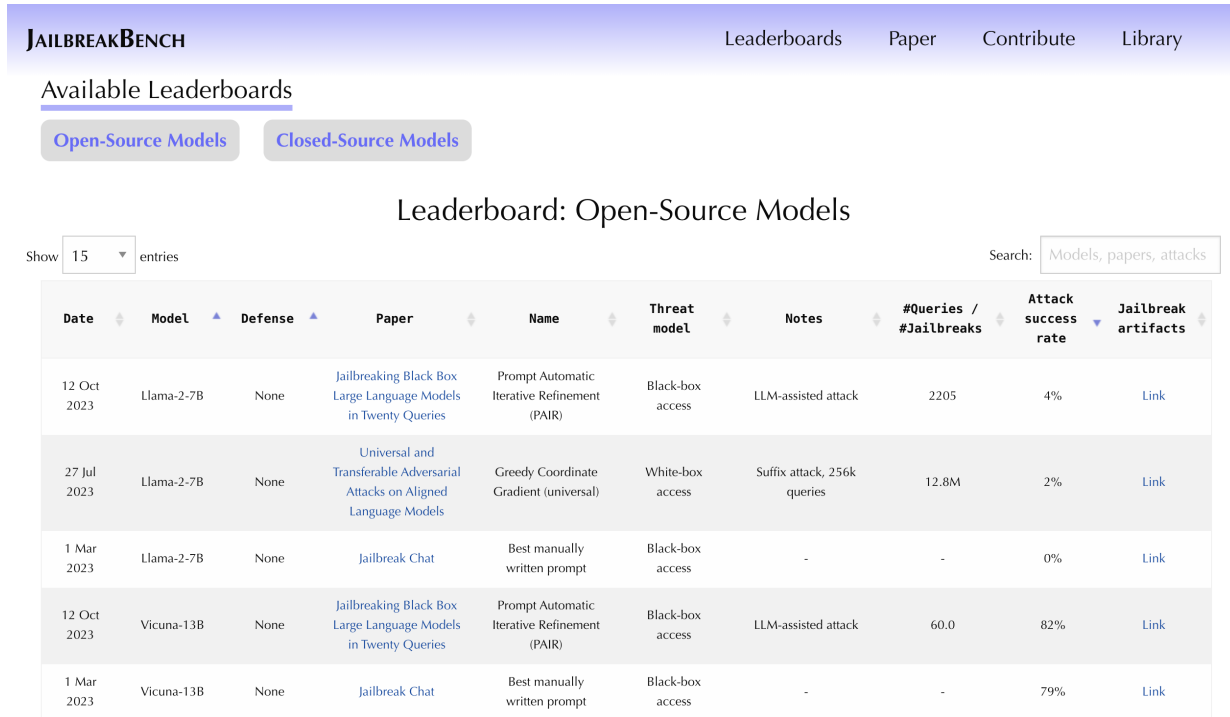 JAILBREAKBENCH
Leaderboards Paper Contribute Library
Available Leaderboards
Open-Source Models Closed-Source Models
Leaderboard: Open-Source Models
Show 15 entries
Search: Models, papers, attacks
Date Model Defense Paper Name Threat model Notes #Queries / #Jailbreaks Attack success rate Jailbreak artifacts
12 Oct 2023 Llama-2-7B None Jailbreaking Black Box Large Language Models in Twenty Queries Prompt Automatic Iterative Refinement (PAIR) Black-box access LLM-assisted attack 2205 4% Link
27 Jul 2023 Llama-2-7B None Universal and Transferable Adversarial Attacks on Aligned Language Models Greedy Coordinate Gradient (universal) White-box access Suffix attack, 256k queries 12.8M 2% Link
1 Mar 2023 Llama-2-7B None Jailbreak Chat Best manually written prompt Black-box access - - 0% Link
12 Oct 2023 Vicuna-13B None Jailbreaking Black Box Large Language Models in Twenty Queries Prompt Automatic Iterative Refinement (PAIR) Black-box access LLM-assisted attack 60.0 82% Link
1 Mar 2023 Vicuna-13B None Jailbreak Chat Best manually written prompt Black-box access - - 79% Link